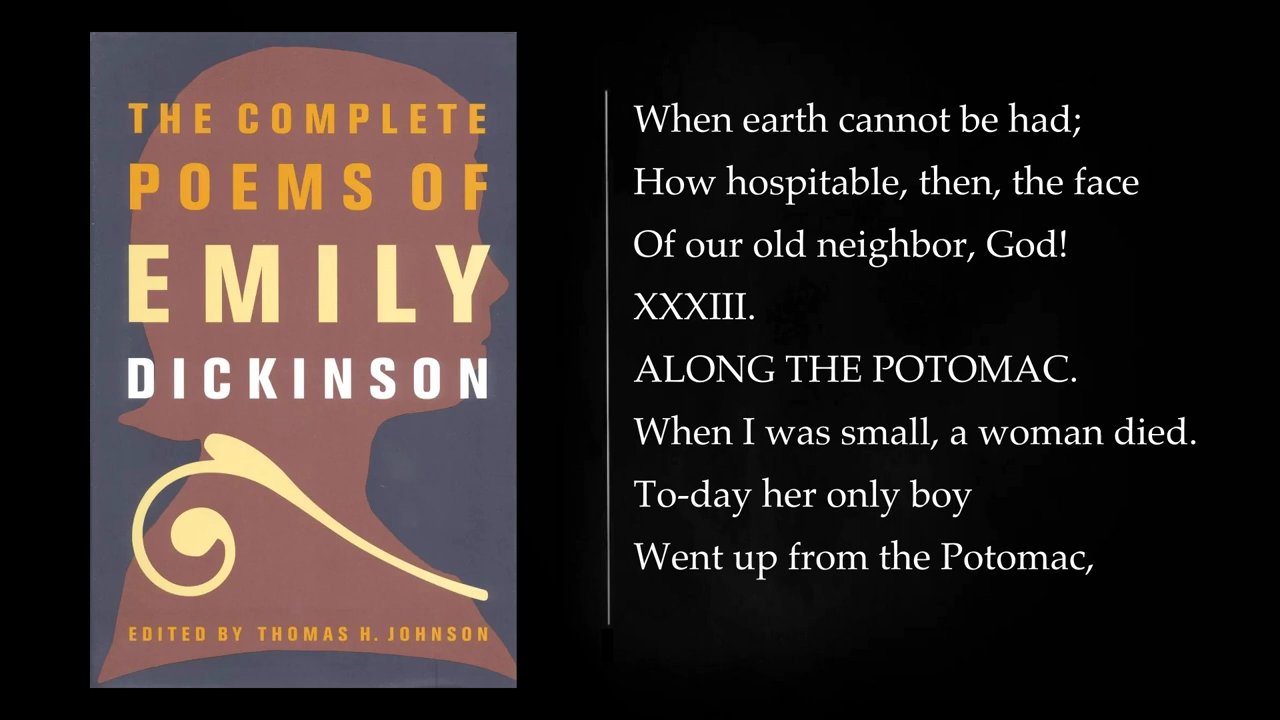 THE COMPLETE
POEMS OF
EMILY
DICKINSON
EDITED BY THOMAS H. JOHNSON
When earth cannot be had;
How hospitable, then, the face
Of our old neighbor, God!
XXXIII.
ALONG THE POTOMAC.
When I was small, a woman died.
To-day her only boy
Went up from the Potomac,